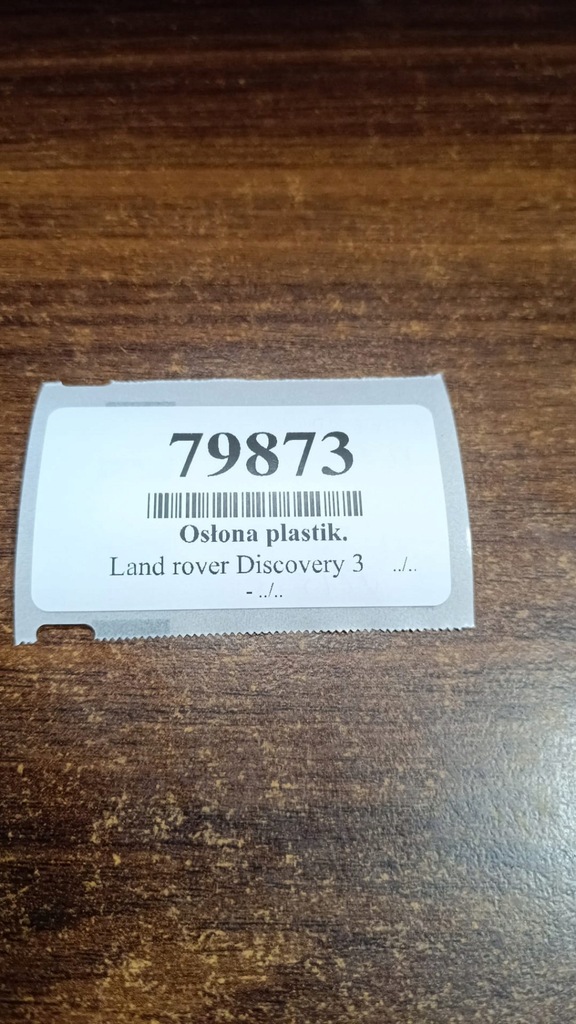 79873
Osłona plastik.
Land rover Discovery 3 ../..
- ../..